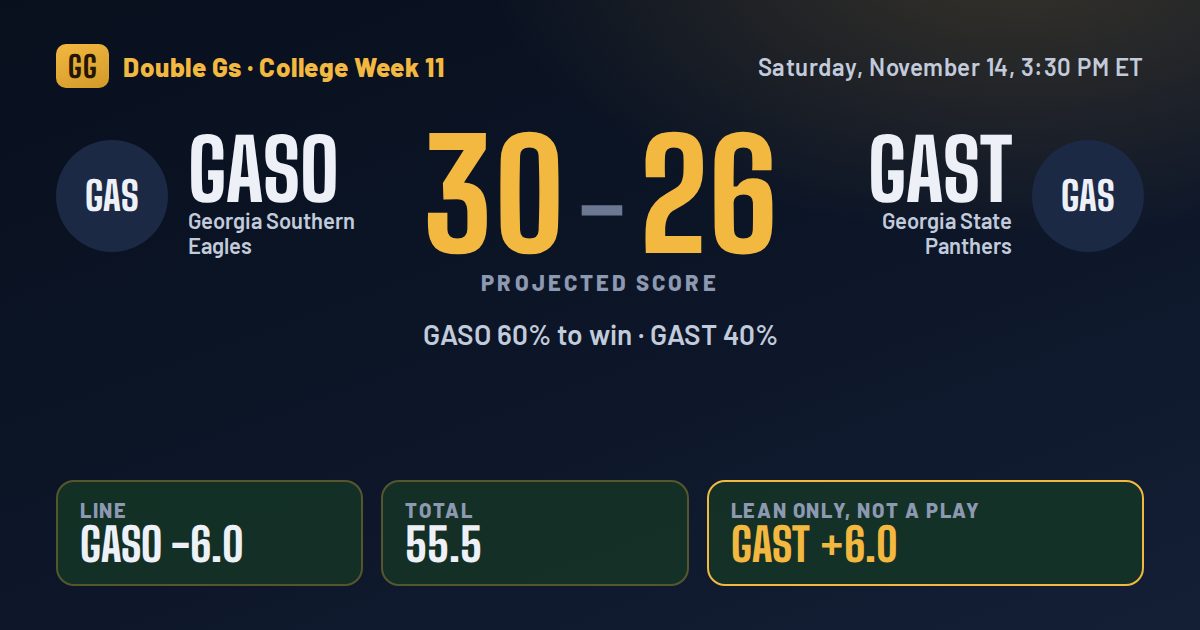 GG
Double Gs · College Week 11
Saturday, November 14, 3:30 PM ET
GAS
GASO
Georgia Southern
Eagles
30 – 26
PROJECTED SCORE
GASO 60% to win · GAST 40%
GAST
Georgia State
Panthers
GAS
LINE
GASO −6.0
TOTAL
55.5
LEAN ONLY, NOT A PLAY
GAST +6.0